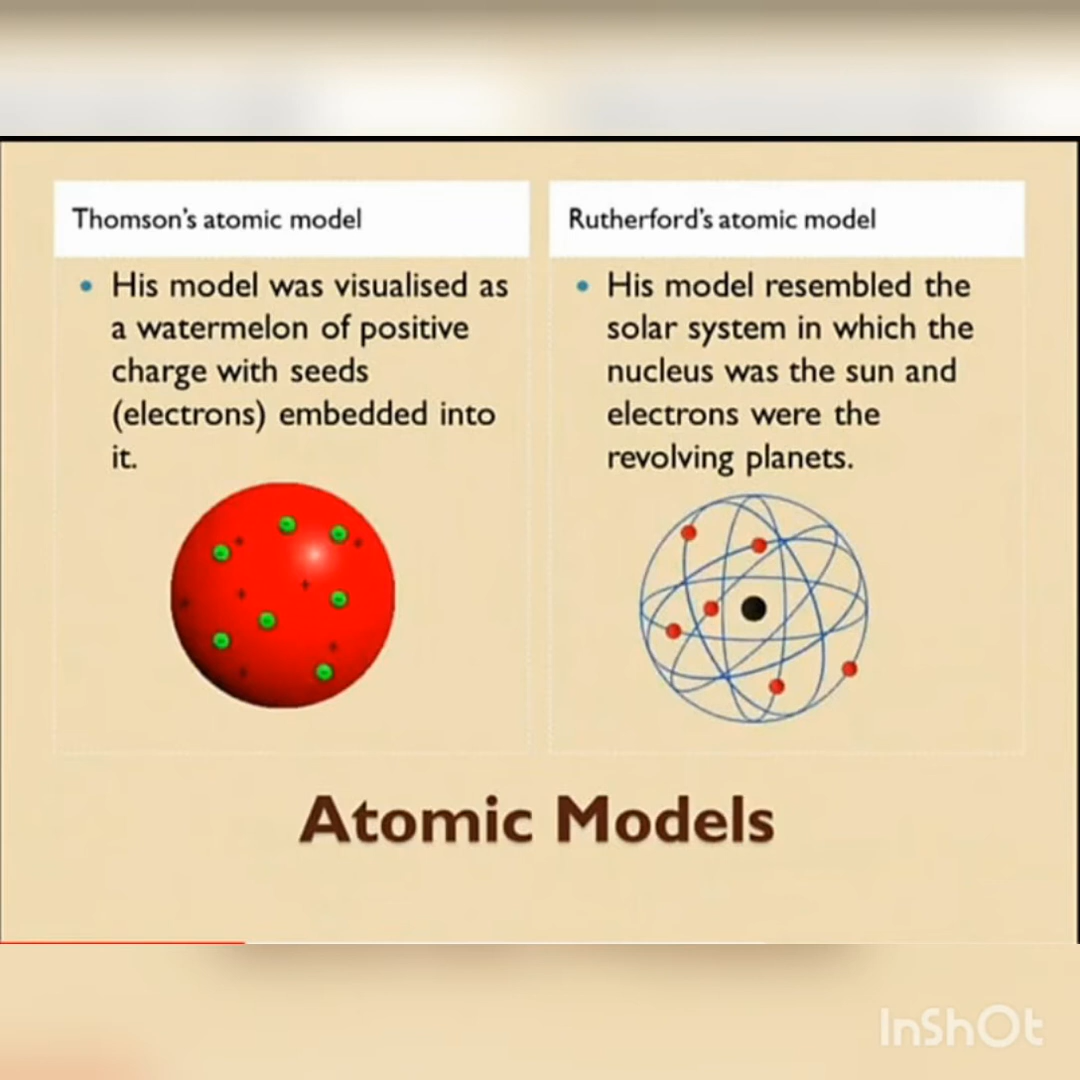 Thomson's atomic model
• His model was visualised as
a watermelon of positive
charge with seeds
(electrons) embedded into
it.
Rutherford's atomic model
• His model resembled the
solar system in which the
nucleus was the sun and
electrons were the
revolving planets.
Atomic Models
InShOt